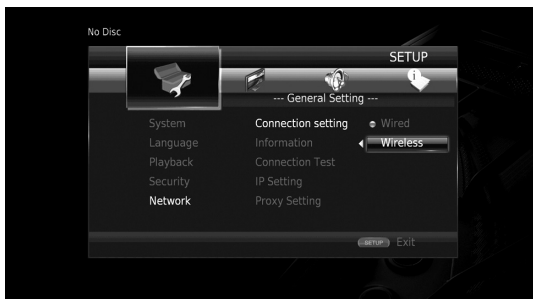 No Disc
SETUP
--- General Setting ---
System Connection setting Wired
Language Information Wireless
Playback Connection Test
Security IP Setting
Network Proxy Setting
SETUP Exit